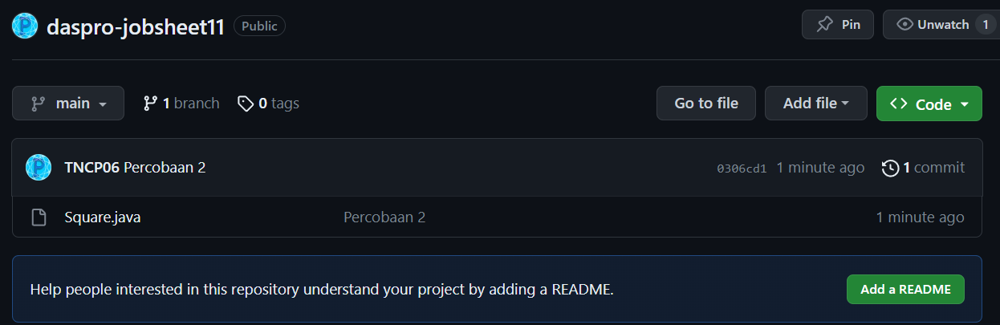 daspro-jobsheet11 Public Pin Unwatch 1
main 1 branch 0 tags Go to file Add file Code
TNCP06 Percobaan 2 0306cd1 1 minute ago 1 commit
Square.java Percobaan 2 1 minute ago
Help people interested in this repository understand your project by adding a README. Add a README